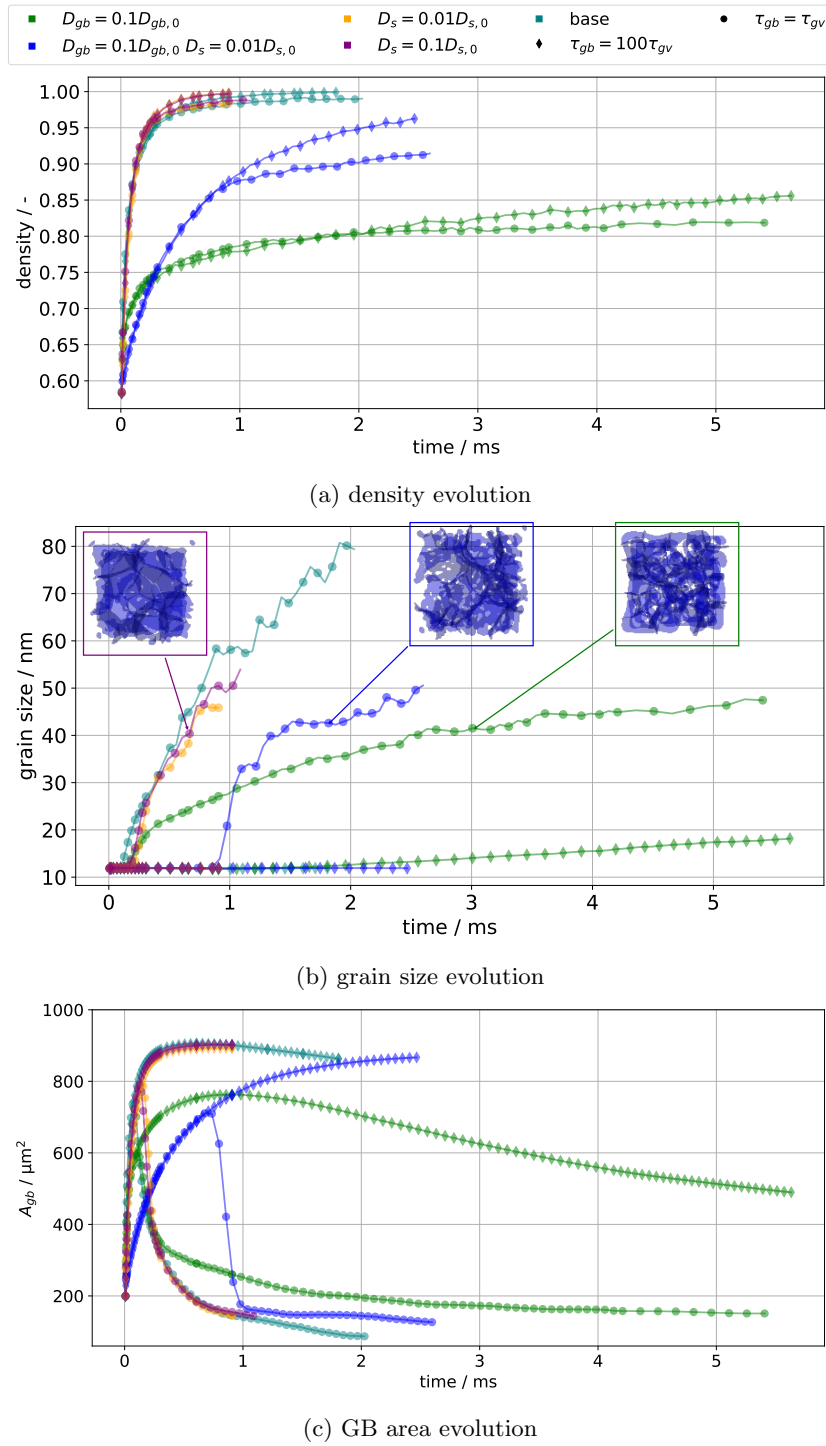 D_gb = 0.1D_gb,0 D_s = 0.01D_s,0 base τ_gb = τ_gv
D_gb = 0.1D_gb,0 D_s = 0.01D_s,0 D_s = 0.1D_s,0 τ_gb = 100τ_gv
1.00
0.95
0.90
0.85
0.80
0.75
0.70
0.65
0.60
density / -
0 1 2 3 4 5
time / ms
(a) density evolution
80
70
60
50
40
30
20
10
grain size / nm
0 1 2 3 4 5
time / ms
(b) grain size evolution
1000
800
600
400
200
A_gb / µm²
0 1 2 3 4 5
time / ms
(c) GB area evolution